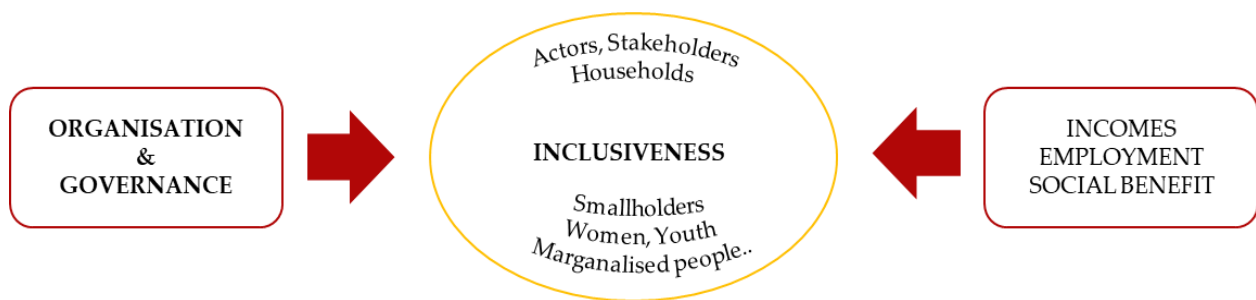 ORGANISATION
&
GOVERNANCE
Actors, Stakeholders
Households
INCLUSIVENESS
Smallholders
Women, Youth
Marganalised people..
INCOMES
EMPLOYMENT
SOCIAL BENEFIT